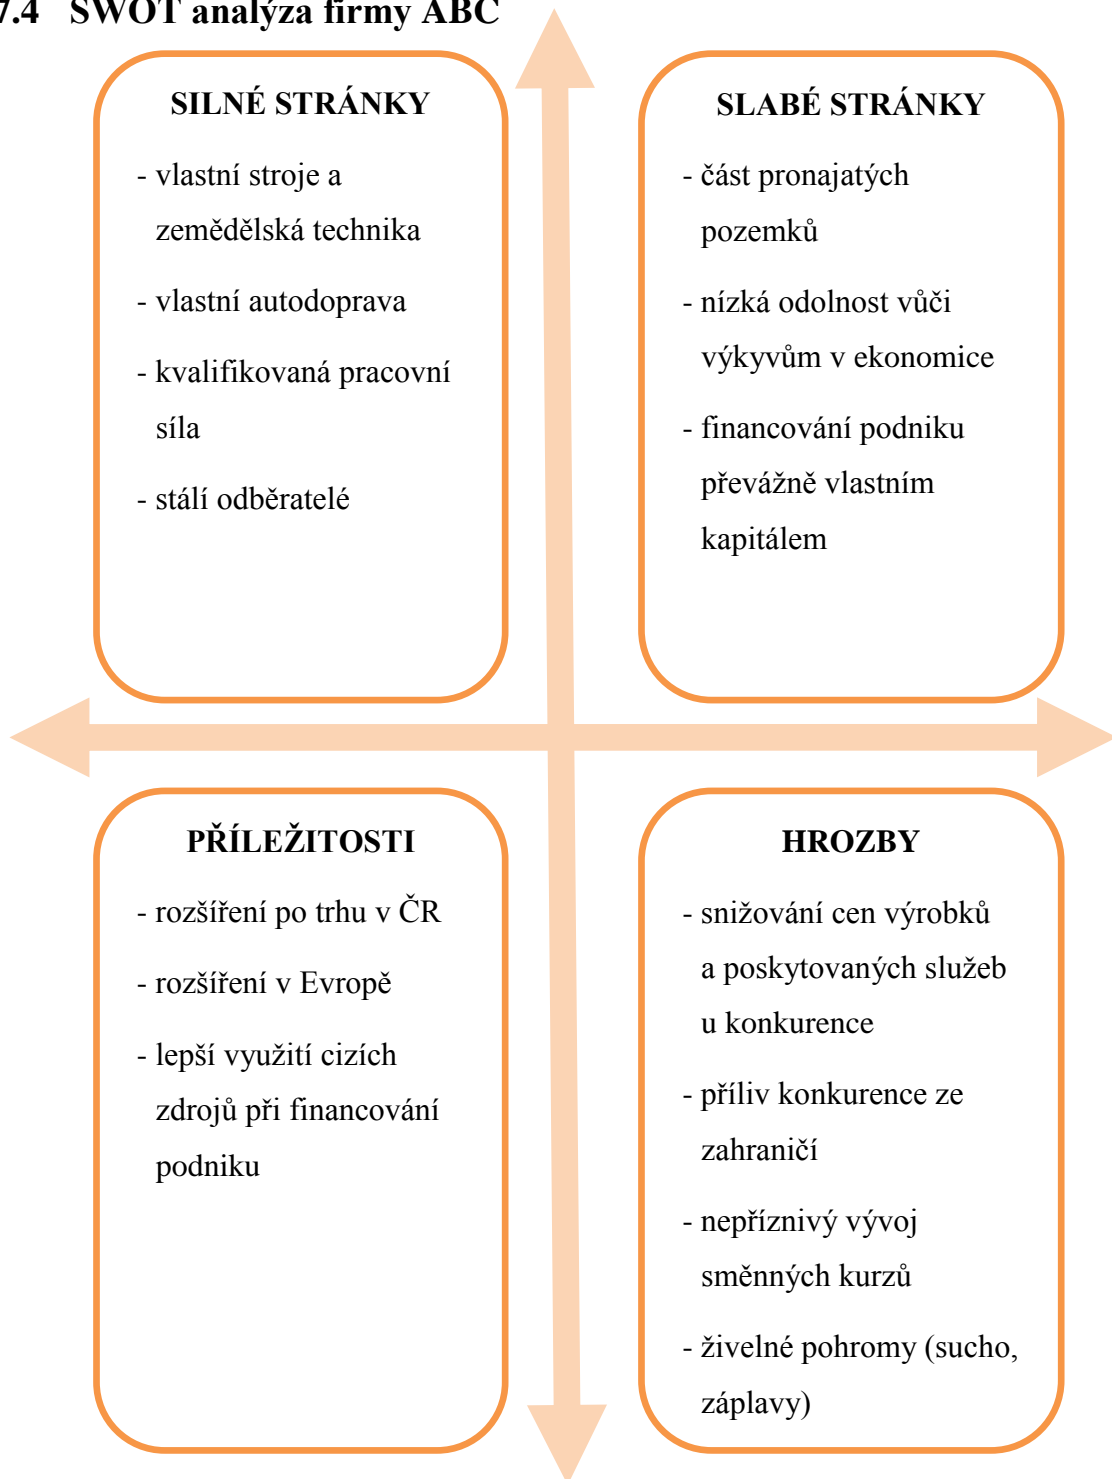 7.4 SWOT analýza firmy ABC
SILNÉ STRÁNKY
- vlastní stroje a
zemědělská technika
- vlastní autodoprava
- kvalifikovaná pracovní
síla
- stálí odběratelé
SLABÉ STRÁNKY
- část pronajatých
pozemků
- nízká odolnost vůči
výkyvům v ekonomice
- financování podniku
převážně vlastním
kapitálem
PŘÍLEŽITOSTI
- rozšíření po trhu v ČR
- rozšíření v Evropě
- lepší využití cizích
zdrojů při financování
podniku
HROZBY
- snižování cen výrobků
a poskytovaných služeb
u konkurence
- příliv konkurence ze
zahraničí
- nepříznivý vývoj
směnných kurzů
- živelné pohromy (sucho,
záplavy)